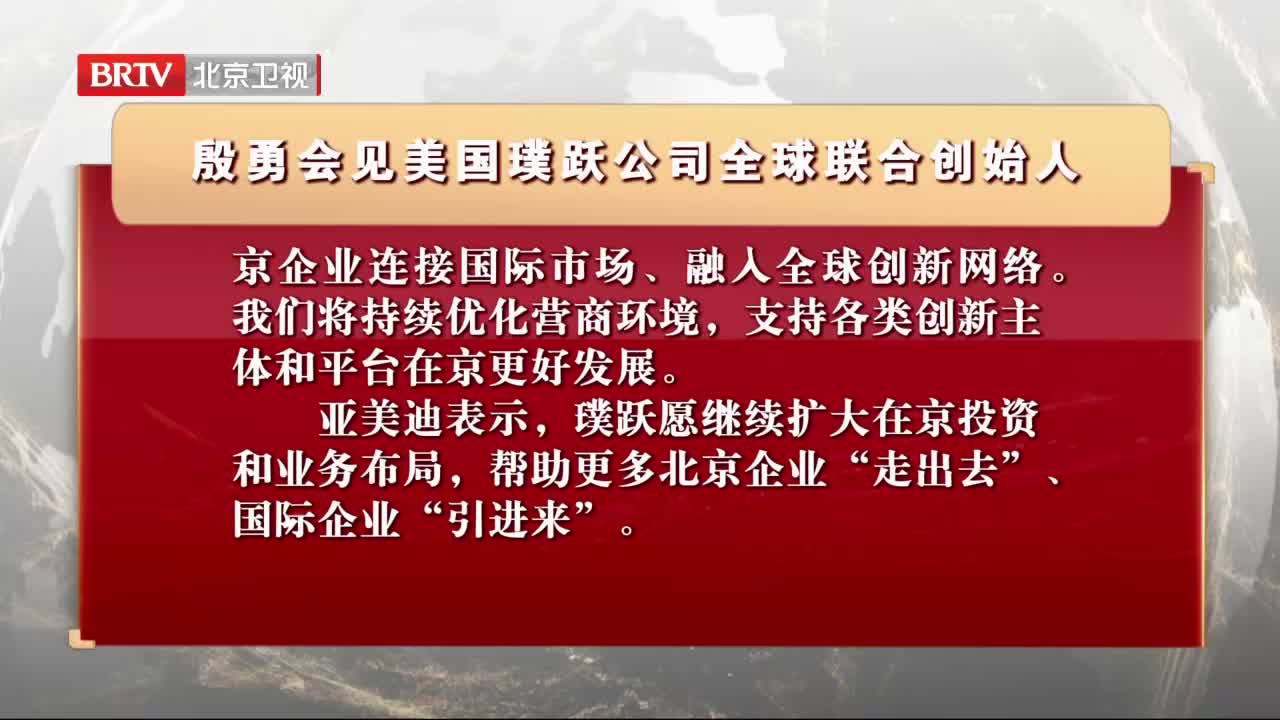 BRTV 北京卫视
殷勇会见美国璞跃公司全球联合创始人
京企业连接国际市场、融入全球创新网络。
我们将持续优化营商环境，支持各类创新主
体和平台在京更好发展。
亚美迪表示，璞跃愿继续扩大在京投资
和业务布局，帮助更多北京企业“走出去”、
国际企业“引进来”。